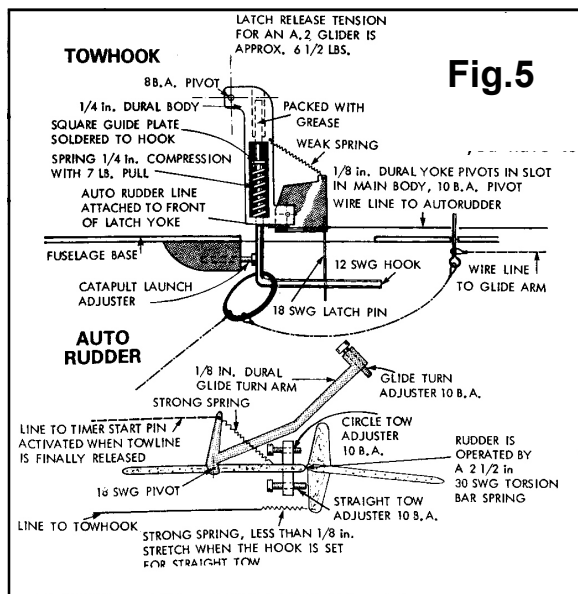 LATCH RELEASE TENSION
FOR AN A.2 GLIDER IS
APPROX. 6 1/2 LBS.
TOWHOOK
Fig.5
8 B.A. PIVOT
1/4 in. DURAL BODY
PACKED WITH
GREASE
SQUARE GUIDE PLATE
SOLDERED TO HOOK
WEAK SPRING
SPRING 1/4 in. COMPRESSION
WITH 7 LB. PULL
1/8 in. DURAL YOKE PIVOTS IN SLOT
IN MAIN BODY, 10 B.A. PIVOT
AUTO RUDDER LINE
ATTACHED TO FRONT
OF LATCH YOKE
WIRE LINE TO AUTORUDDER
FUSELAGE BASE
12 SWG HOOK
WIRE LINE
TO GLIDE ARM
CATAPULT LAUNCH
ADJUSTER
18 SWG LATCH PIN
AUTO
RUDDER
1/8 IN. DURAL
GLIDE TURN ARM
GLIDE TURN
ADJUSTER 10 B.A.
STRONG SPRING
LINE TO TIMER START PIN
ACTIVATED WHEN TOWLINE
IS FINALLY RELEASED
CIRCLE TOW
ADJUSTER
10 B.A.
RUDDER IS
OPERATED BY
A 2 1/2 in
30 SWG TORSION
BAR SPRING
18 SWG PIVOT
STRAIGHT TOW
ADJUSTER 10 B.A.
LINE TO TOWHOOK
STRONG SPRING, LESS THAN 1/8 in.
STRETCH WHEN THE HOOK IS SET
FOR STRAIGHT TOW